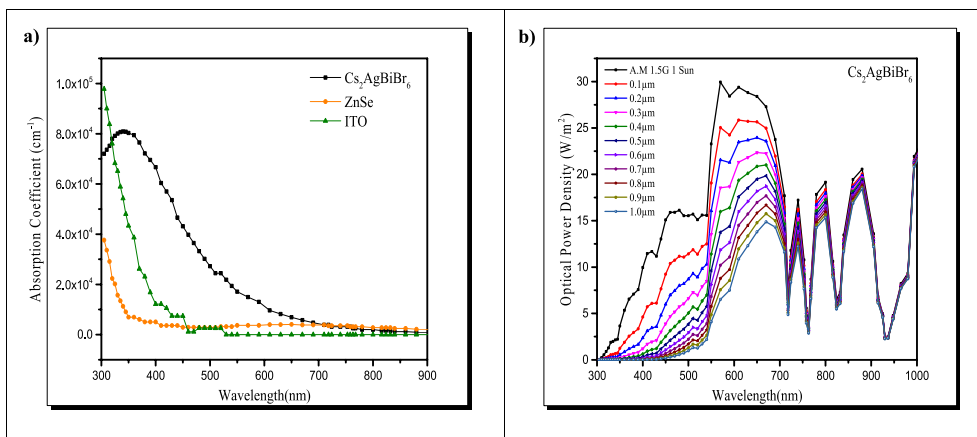 a)
Cs2AgBiBr6
ZnSe
ITO
Absorption Coefficient (cm-1)
1.0x10^5
8.0x10^4
6.0x10^4
4.0x10^4
2.0x10^4
0.0
300 400 500 600 700 800 900
Wavelength(nm)
b)
A.M 1.5G 1 Sun
0.1µm
0.2µm
0.3µm
0.4µm
0.5µm
0.6µm
0.7µm
0.8µm
0.9µm
1.0µm
Cs2AgBiBr6
Optical Power Density (W/m2)
30
25
20
15
10
5
0
300 400 500 600 700 800 900 1000
Wavelength(nm)